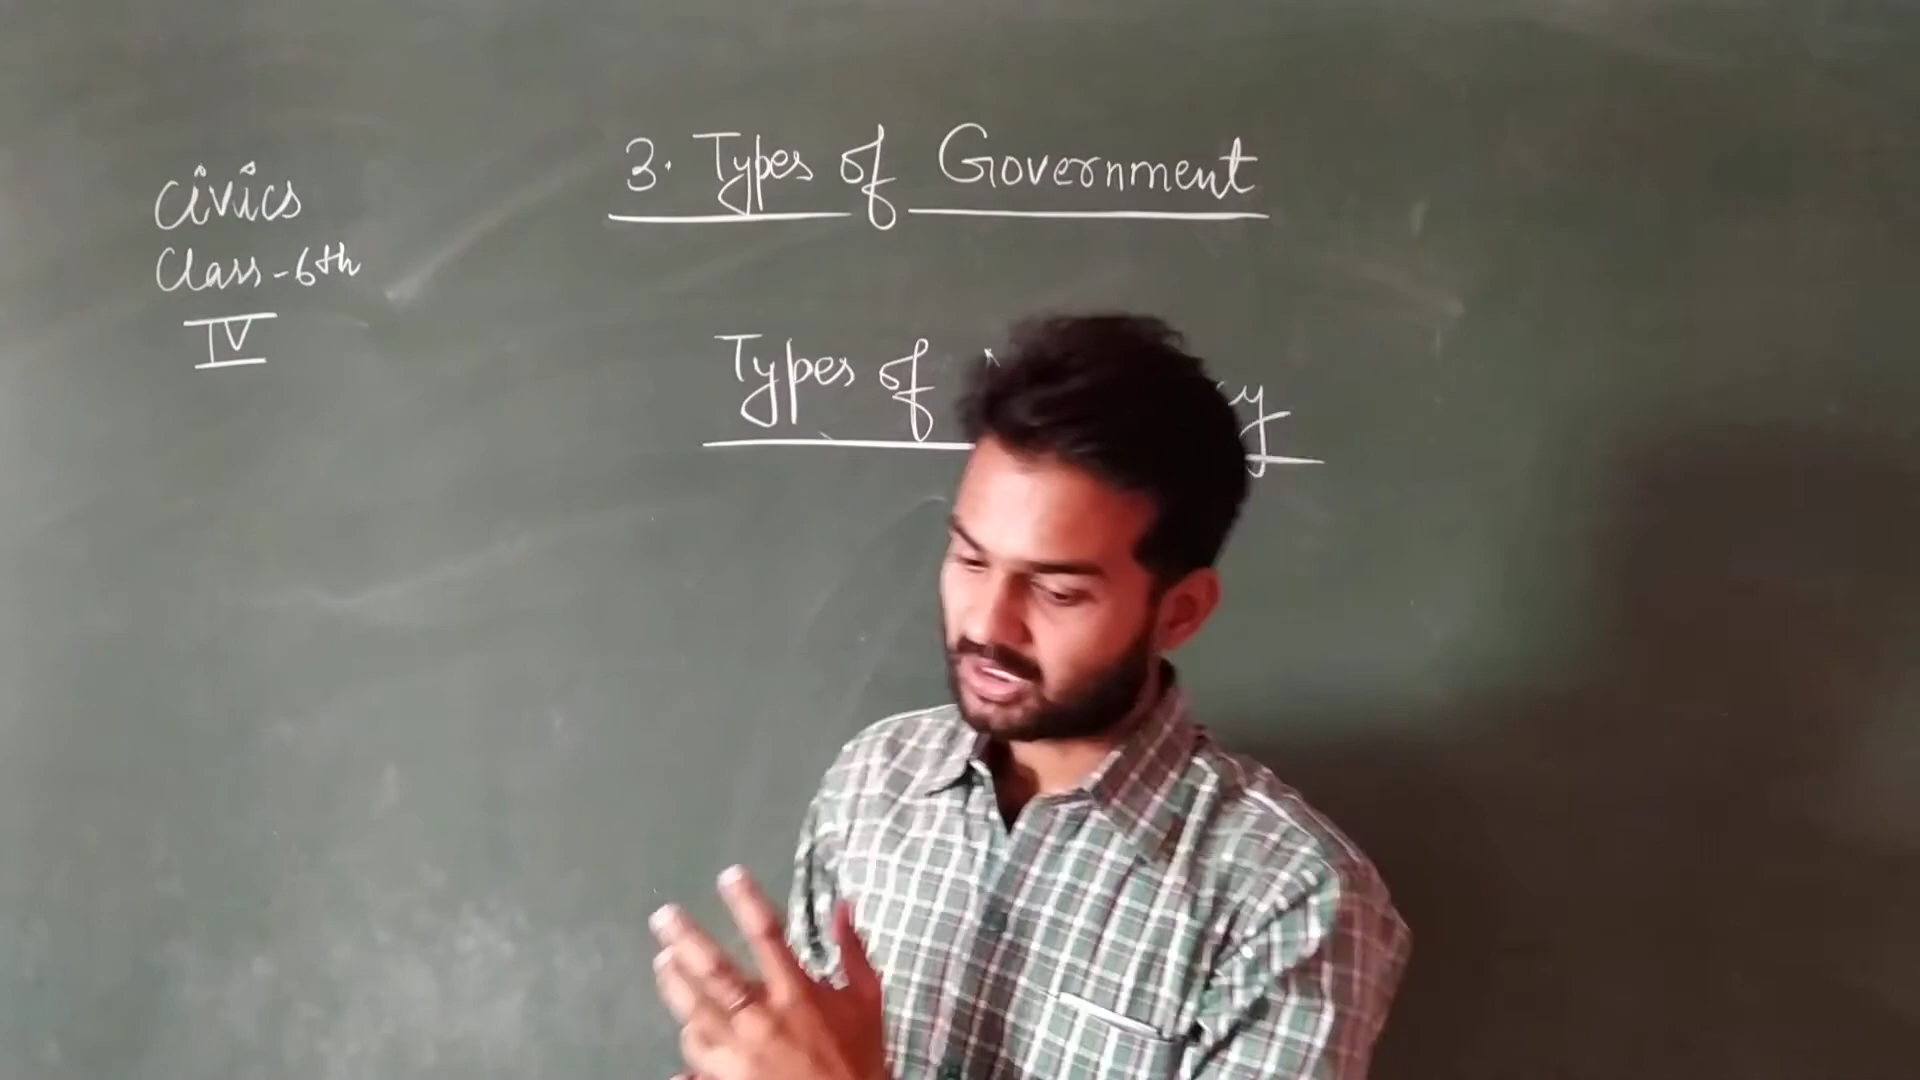 3. Types of Government
Civics
Class-6th
IV
Types of